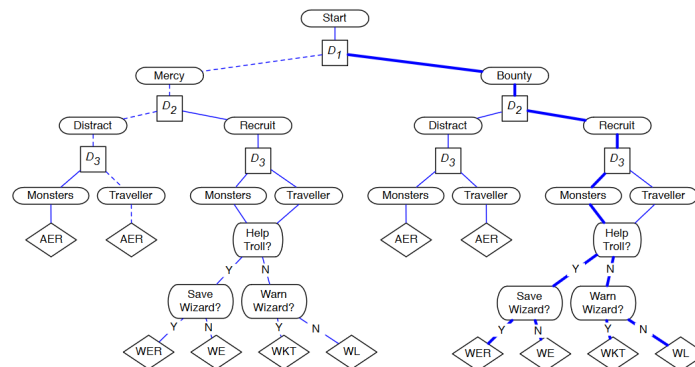 Start
D1
Mercy
Bounty
D2
D2
Distract
Recruit
Distract
Recruit
D3
D3
D3
D3
Monsters
Traveller
Monsters
Traveller
Monsters
Traveller
Monsters
Traveller
AER
AER
Help
Troll?
AER
AER
Help
Troll?
Y
N
Y
N
Save
Wizard?
Warn
Wizard?
Save
Wizard?
Warn
Wizard?
Y
N
Y
N
Y
N
Y
N
WER
WE
WKT
WL
WER
WE
WKT
WL